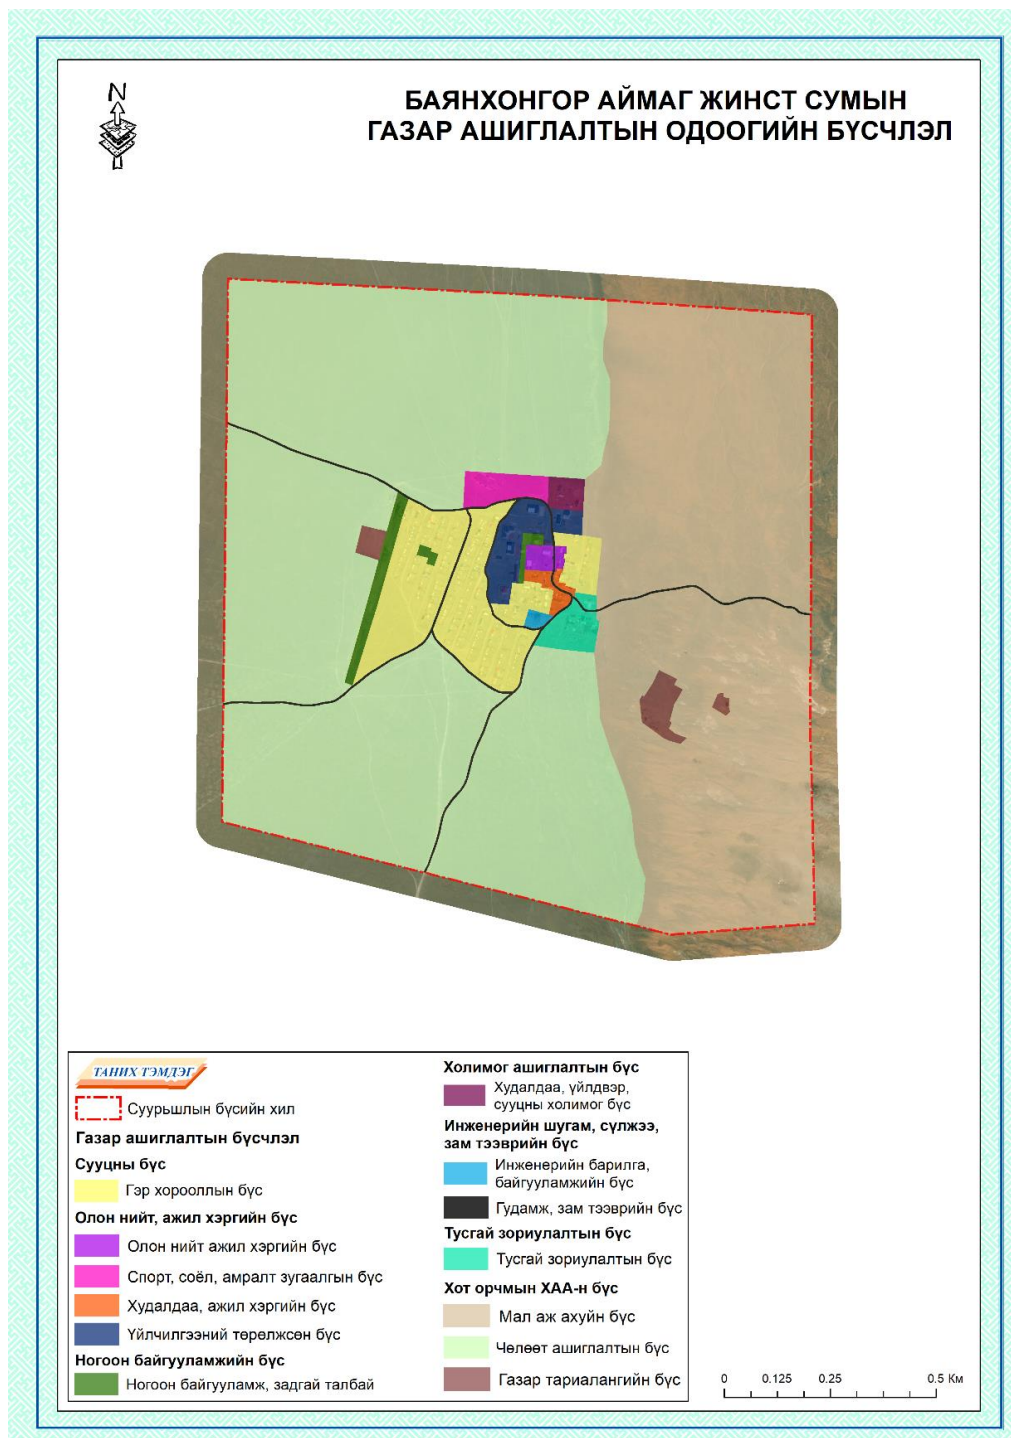 N
БАЯНХОНГОР АЙМАГ ЖИНСТ СУМЫН
ГАЗАР АШИГЛАЛТЫН ОДООГИЙН БҮСЧЛЭЛ
ТАНИХ ТЭМДЭГ
Суурьшлын бүсийн хил
Газар ашиглалтын бүсчлэл
Сууцны бүс
Гэр хорооллын бүс
Олон нийт, ажил хэргийн бүс
Олон нийт ажил хэргийн бүс
Спорт, соёл, амралт зугаалгын бүс
Худалдаа, ажил хэргийн бүс
Үйлчилгээний төрөлжсөн бүс
Ногоон байгууламжийн бүс
Ногоон байгууламж, задгай талбай
Холимог ашиглалтын бүс
Худалдаа, үйлдвэр,
сууцны холимог бүс
Инженерийн шугам, сүлжээ,
зам тээврийн бүс
Инженерийн барилга,
байгууламжийн бүс
Гудамж, зам тээврийн бүс
Тусгай зориулалтын бүс
Тусгай зориулалтын бүс
Хот орчмын ХАА-н бүс
Мал аж ахуйн бүс
Чөлөөт ашиглалтын бүс
Газар тариалангийн бүс
0 0.125 0.25 0.5 Км